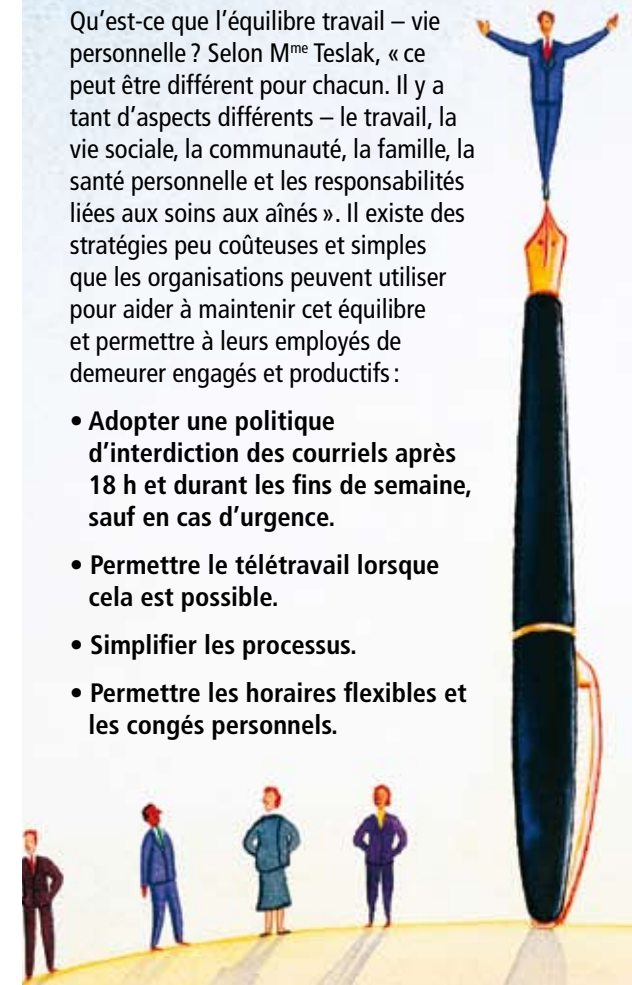 Qu’est-ce que l’équilibre travail – vie
personnelle ? Selon Mme Teslak, « ce
peut être différent pour chacun. Il y a
tant d’aspects différents – le travail, la
vie sociale, la communauté, la famille, la
santé personnelle et les responsabilités
liées aux soins aux aînés ». Il existe des
stratégies peu coûteuses et simples
que les organisations peuvent utiliser
pour aider à maintenir cet équilibre
et permettre à leurs employés de
demeurer engagés et productifs :
• Adopter une politique
d’interdiction des courriels après
18 h et durant les fins de semaine,
sauf en cas d’urgence.
• Permettre le télétravail lorsque
cela est possible.
• Simplifier les processus.
• Permettre les horaires flexibles et
les congés personnels.